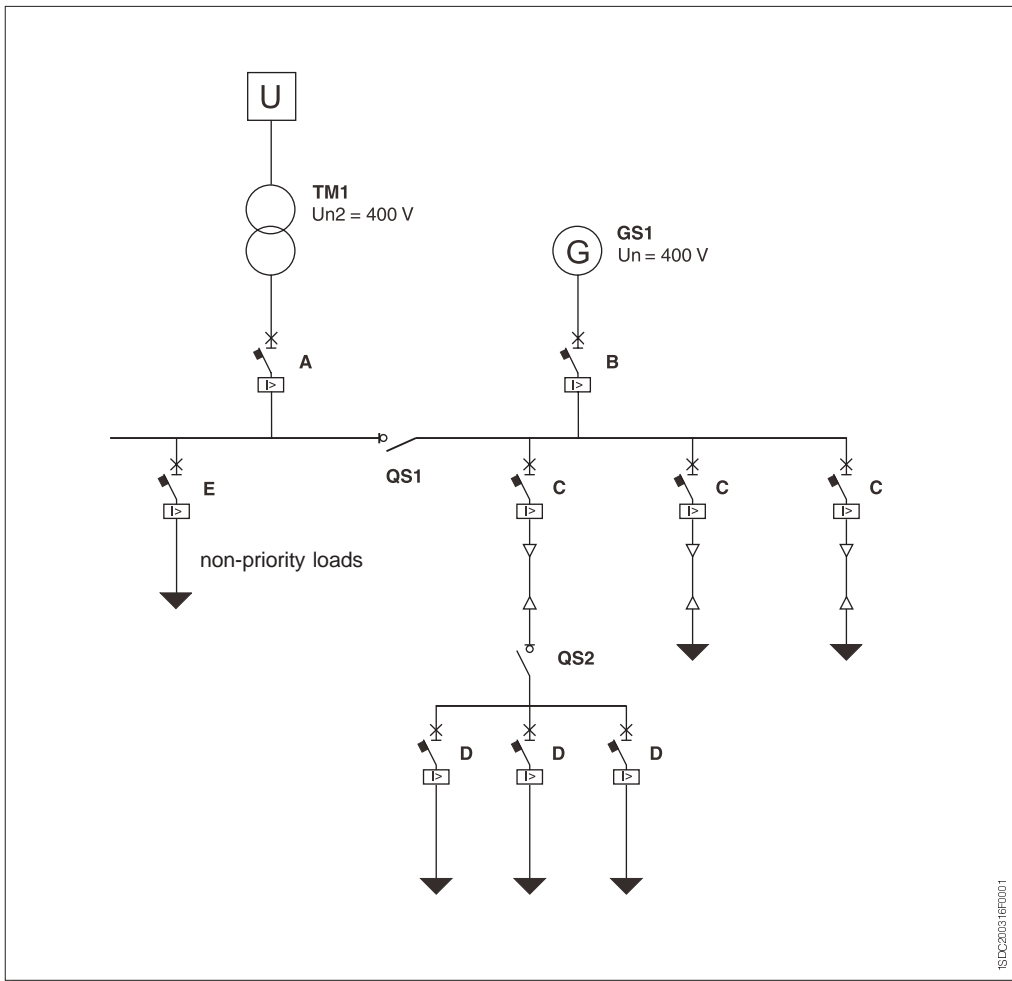 U
TM1
Un2 = 400 V
GS1
Un = 400 V
G
A
I>
B
I>
QS1
E
I>
C
I>
C
I>
C
I>
non-priority loads
QS2
D
I>
D
I>
D
I>
1SDC200316F0001